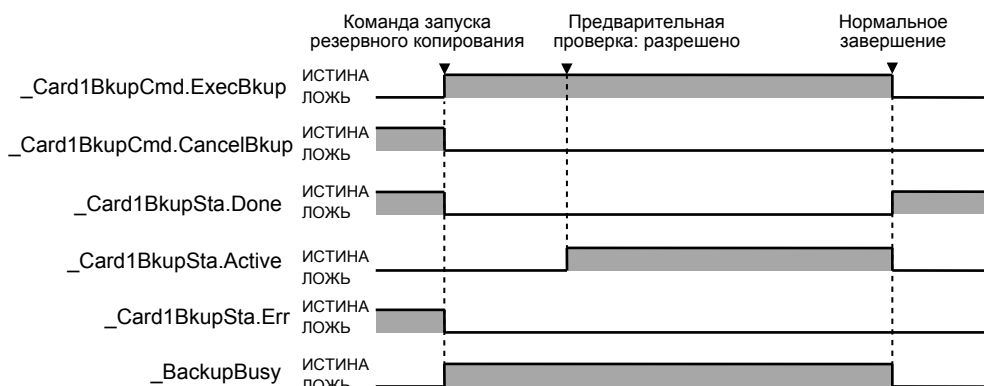 Команда запуска
резервного копирования
Предварительная
проверка: разрешено
Нормальное
завершение
_Card1BkupCmd.ExecBkup
ИСТИНА
ЛОЖЬ
_Card1BkupCmd.CancelBkup
ИСТИНА
ЛОЖЬ
_Card1BkupSta.Done
ИСТИНА
ЛОЖЬ
_Card1BkupSta.Active
ИСТИНА
ЛОЖЬ
_Card1BkupSta.Err
ИСТИНА
ЛОЖЬ
_BackupBusy
ИСТИНА
ЛОЖЬ